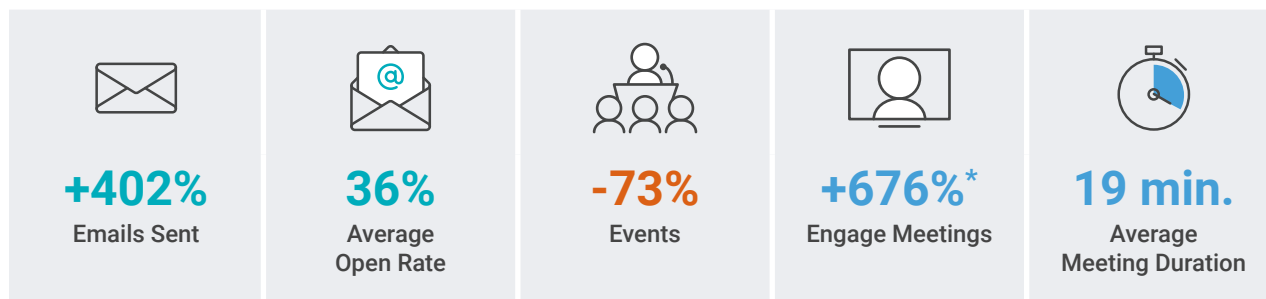 @
+402%
Emails Sent
36%
Average
Open Rate
-73%
Events
+676%*
Engage Meetings
19 min.
Average
Meeting Duration